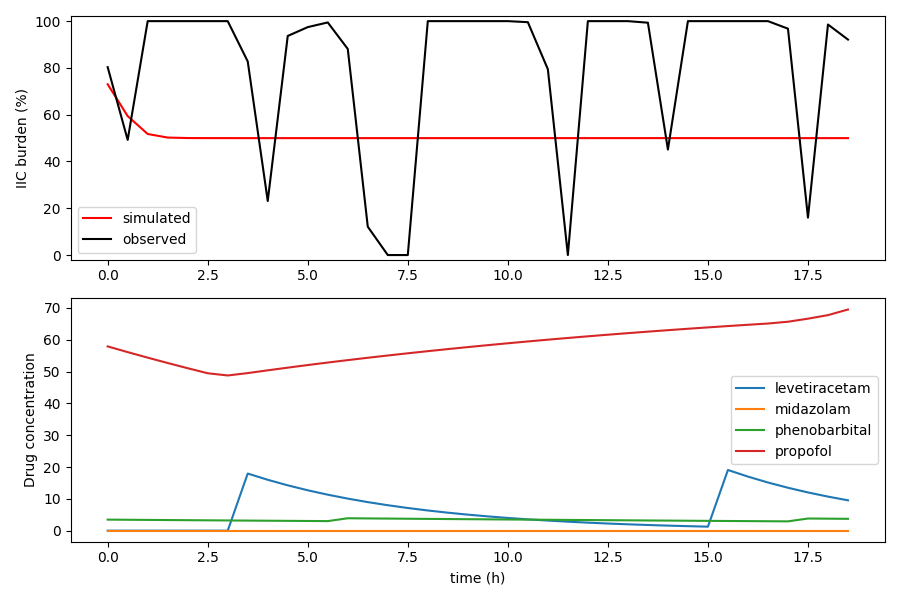 100
80
60
40
20
0
IIC burden (%)
simulated
observed
0.0 2.5 5.0 7.5 10.0 12.5 15.0 17.5
70
60
50
40
30
20
10
0
Drug concentration
levetiracetam
midazolam
phenobarbital
propofol
0.0 2.5 5.0 7.5 10.0 12.5 15.0 17.5
time (h)